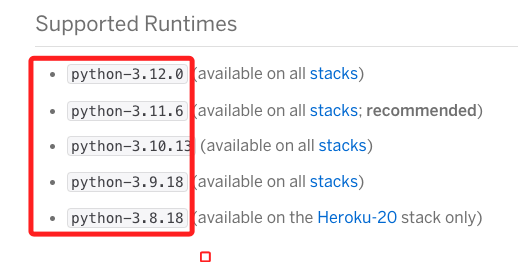 Supported Runtimes
python-3.12.0 (available on all stacks)
python-3.11.6 (available on all stacks; recommended)
python-3.10.13 (available on all stacks)
python-3.9.18 (available on all stacks)
python-3.8.18 (available on the Heroku-20 stack only)